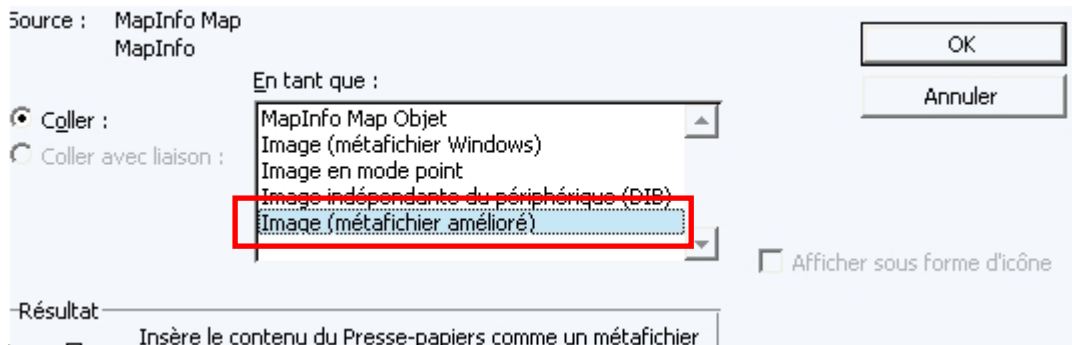 Source : MapInfo Map
MapInfo
OK
En tant que :
Annuler
Coller :
MapInfo Map Objet
Image (métafichier Windows)
Coller avec liaison :
Image en mode point
Image indépendante du périphérique (DIB)
Image (métafichier amélioré)
Afficher sous forme d'icône
Résultat
Insère le contenu du Presse-papiers comme un métafichier